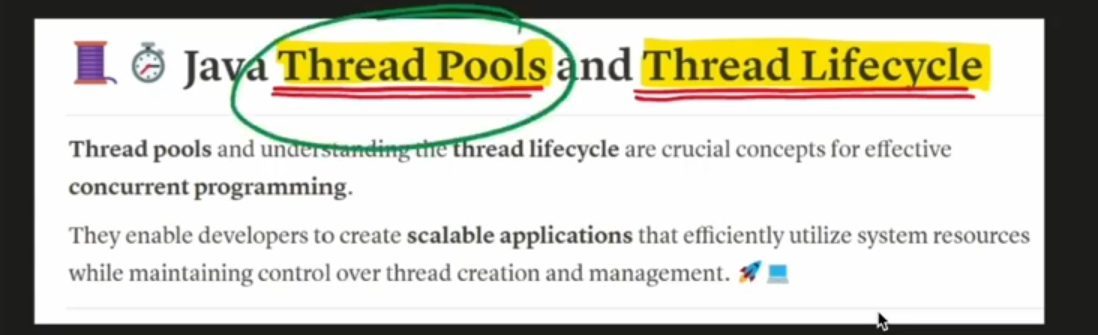 Java Thread Pools and Thread Lifecycle
Thread pools and understanding the thread lifecycle are crucial concepts for effective
concurrent programming.
They enable developers to create scalable applications that efficiently utilize system resources
while maintaining control over thread creation and management.